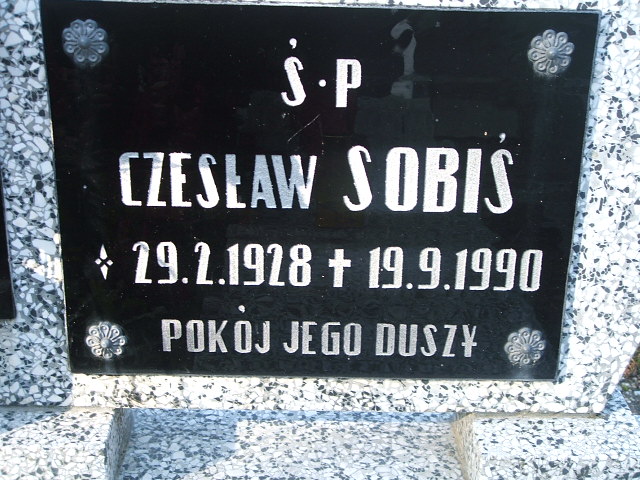 Ś·P
CZESŁAW SOBIŚ
29.2.1928 ✝ 19.9.1990
POKÓJ JEGO DUSZY